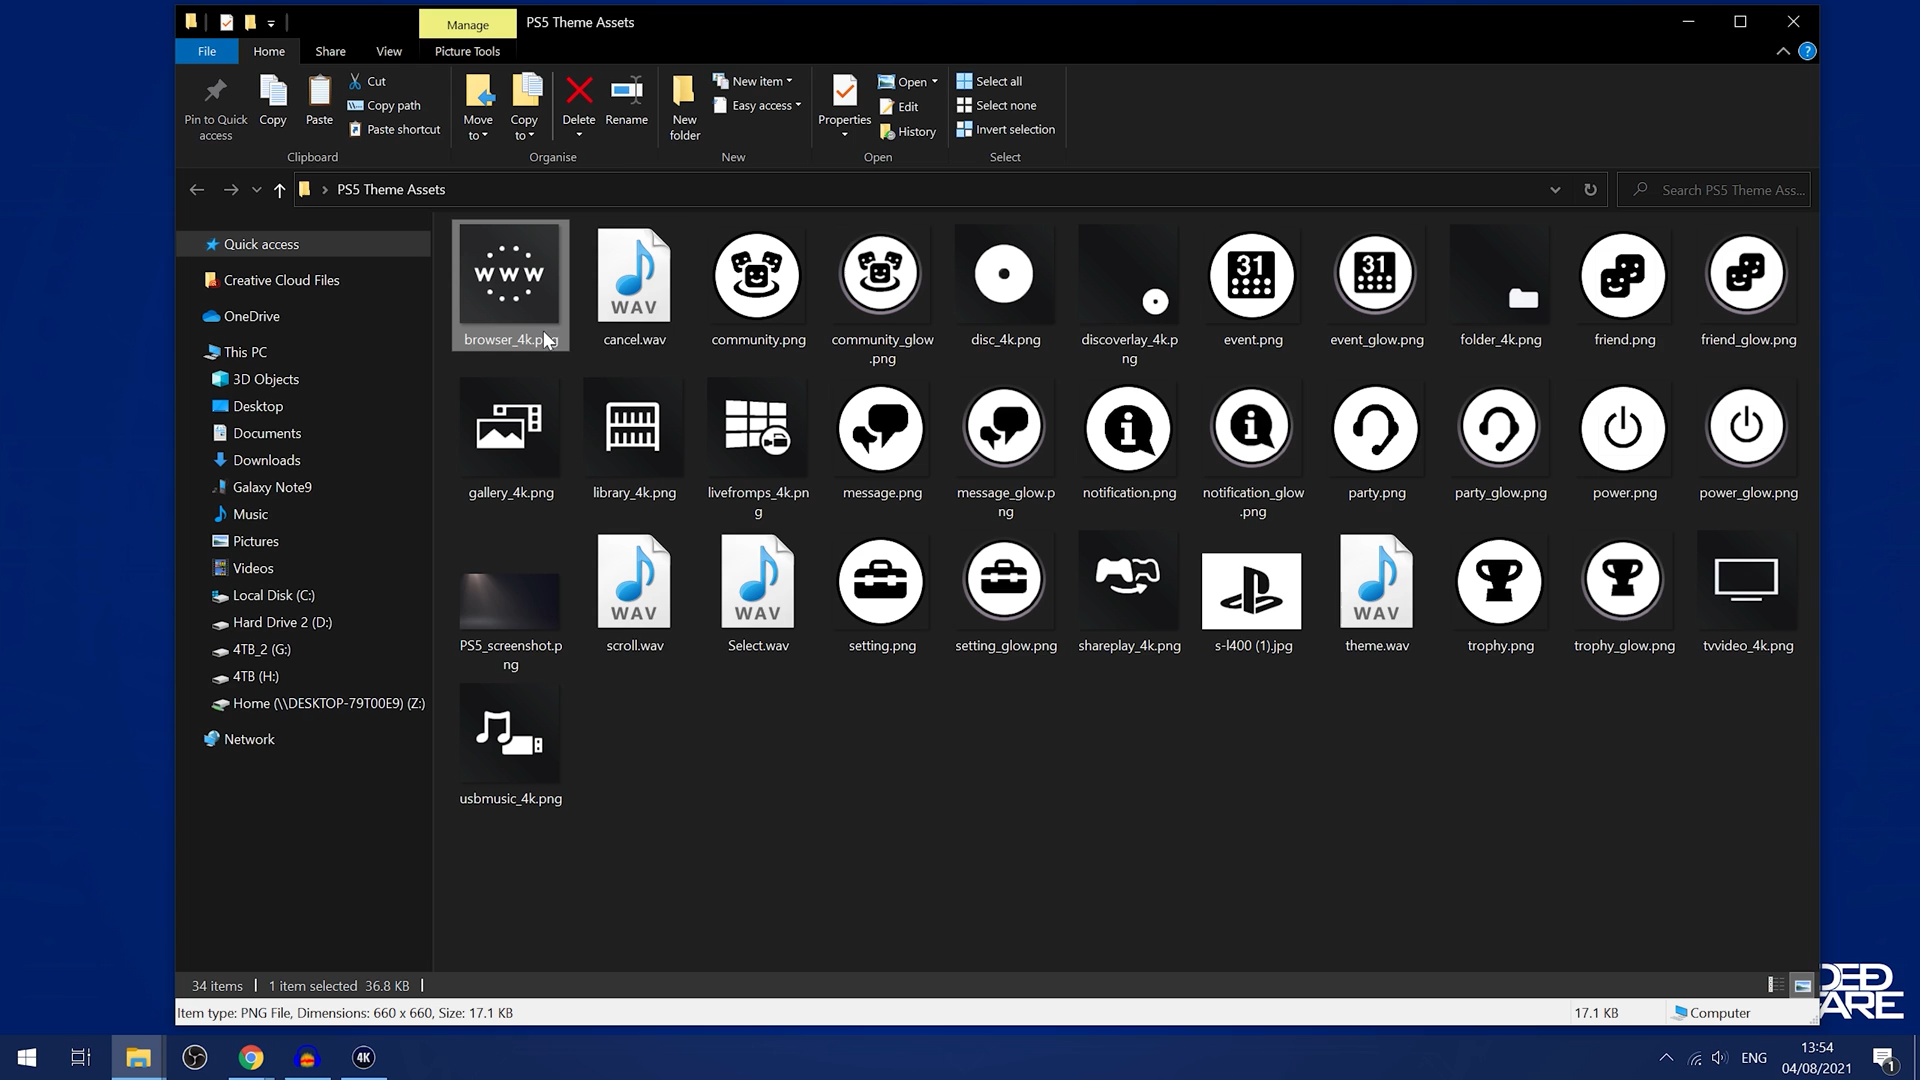 Manage
PS5 Theme Assets
File
Home
Share
View
Picture Tools
Pin to Quick
access
Copy
Paste
Cut
Copy path
Paste shortcut
Clipboard
Move
to
Copy
to
Delete
Rename
Organise
New
folder
New item
Easy access
New
Properties
Open
Edit
History
Open
Select all
Select none
Invert selection
Select
PS5 Theme Assets
Search PS5 Theme Ass...
Quick access
Creative Cloud Files
OneDrive
This PC
3D Objects
Desktop
Documents
Downloads
Galaxy Note9
Music
Pictures
Videos
Local Disk (C:)
Hard Drive 2 (D:)
4TB_2 (G:)
4TB (H:)
Home (\\DESKTOP-79T00E9) (Z:)
Network
www
WAV
31
31
browser_4k.png
cancel.wav
community.png
community_glow
.png
disc_4k.png
discoverlay_4k.p
ng
event.png
event_glow.png
folder_4k.png
friend.png
friend_glow.png
gallery_4k.png
library_4k.png
livefromps_4k.pn
g
message.png
message_glow.p
ng
notification.png
notification_glow
.png
party.png
party_glow.png
power.png
power_glow.png
WAV
WAV
WAV
PS5_screenshot.p
ng
scroll.wav
Select.wav
setting.png
setting_glow.png
shareplay_4k.png
s-l400 (1).jpg
theme.wav
trophy.png
trophy_glow.png
tvvideo_4k.png
usbmusic_4k.png
34 items
1 item selected 36.8 KB
Item type: PNG File, Dimensions: 660 x 660, Size: 17.1 KB
17.1 KB
Computer
4K
ENG
13:54
04/08/2021
1